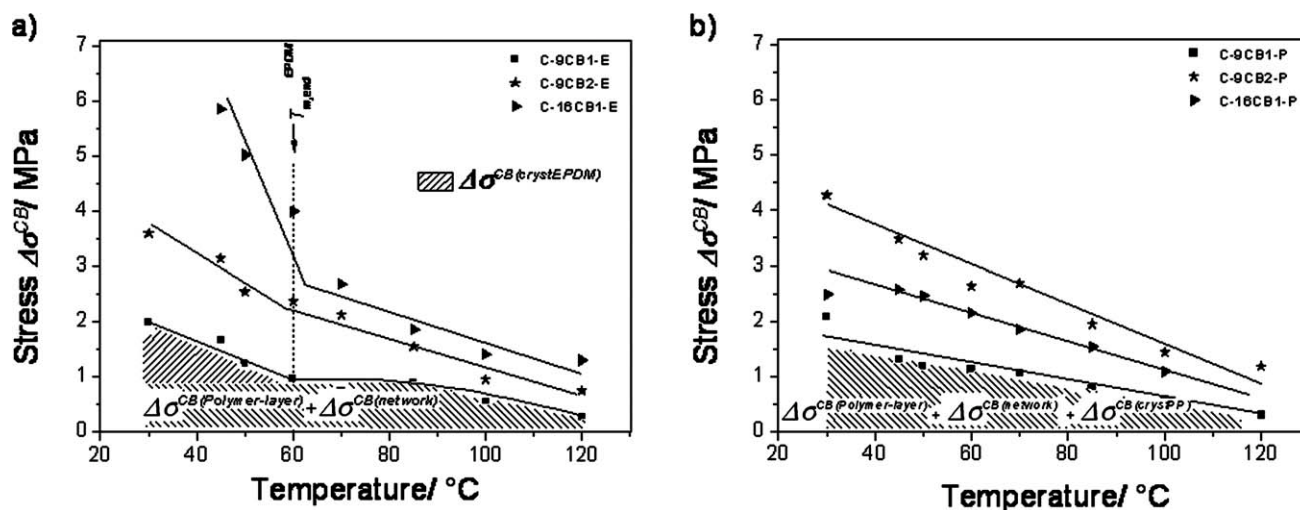 a)
7
6
5
4
3
2
1
0
20
40
60
80
100
120
Stress Δσ^CB/ MPa
Temperature/ °C
EPDM
T m,end
C-9CB1-E
C-9CB2-E
C-16CB1-E
Δσ^CB(crystEPDM)
Δσ^CB(Polymer-layer) + Δσ^CB(network)
b)
7
6
5
4
3
2
1
0
20
40
60
80
100
120
Stress Δσ^CB/ MPa
Temperature/ °C
C-9CB1-P
C-9CB2-P
C-16CB1-P
Δσ^CB(Polymer-layer) + Δσ^CB(network) + Δσ^CB(crystPP)